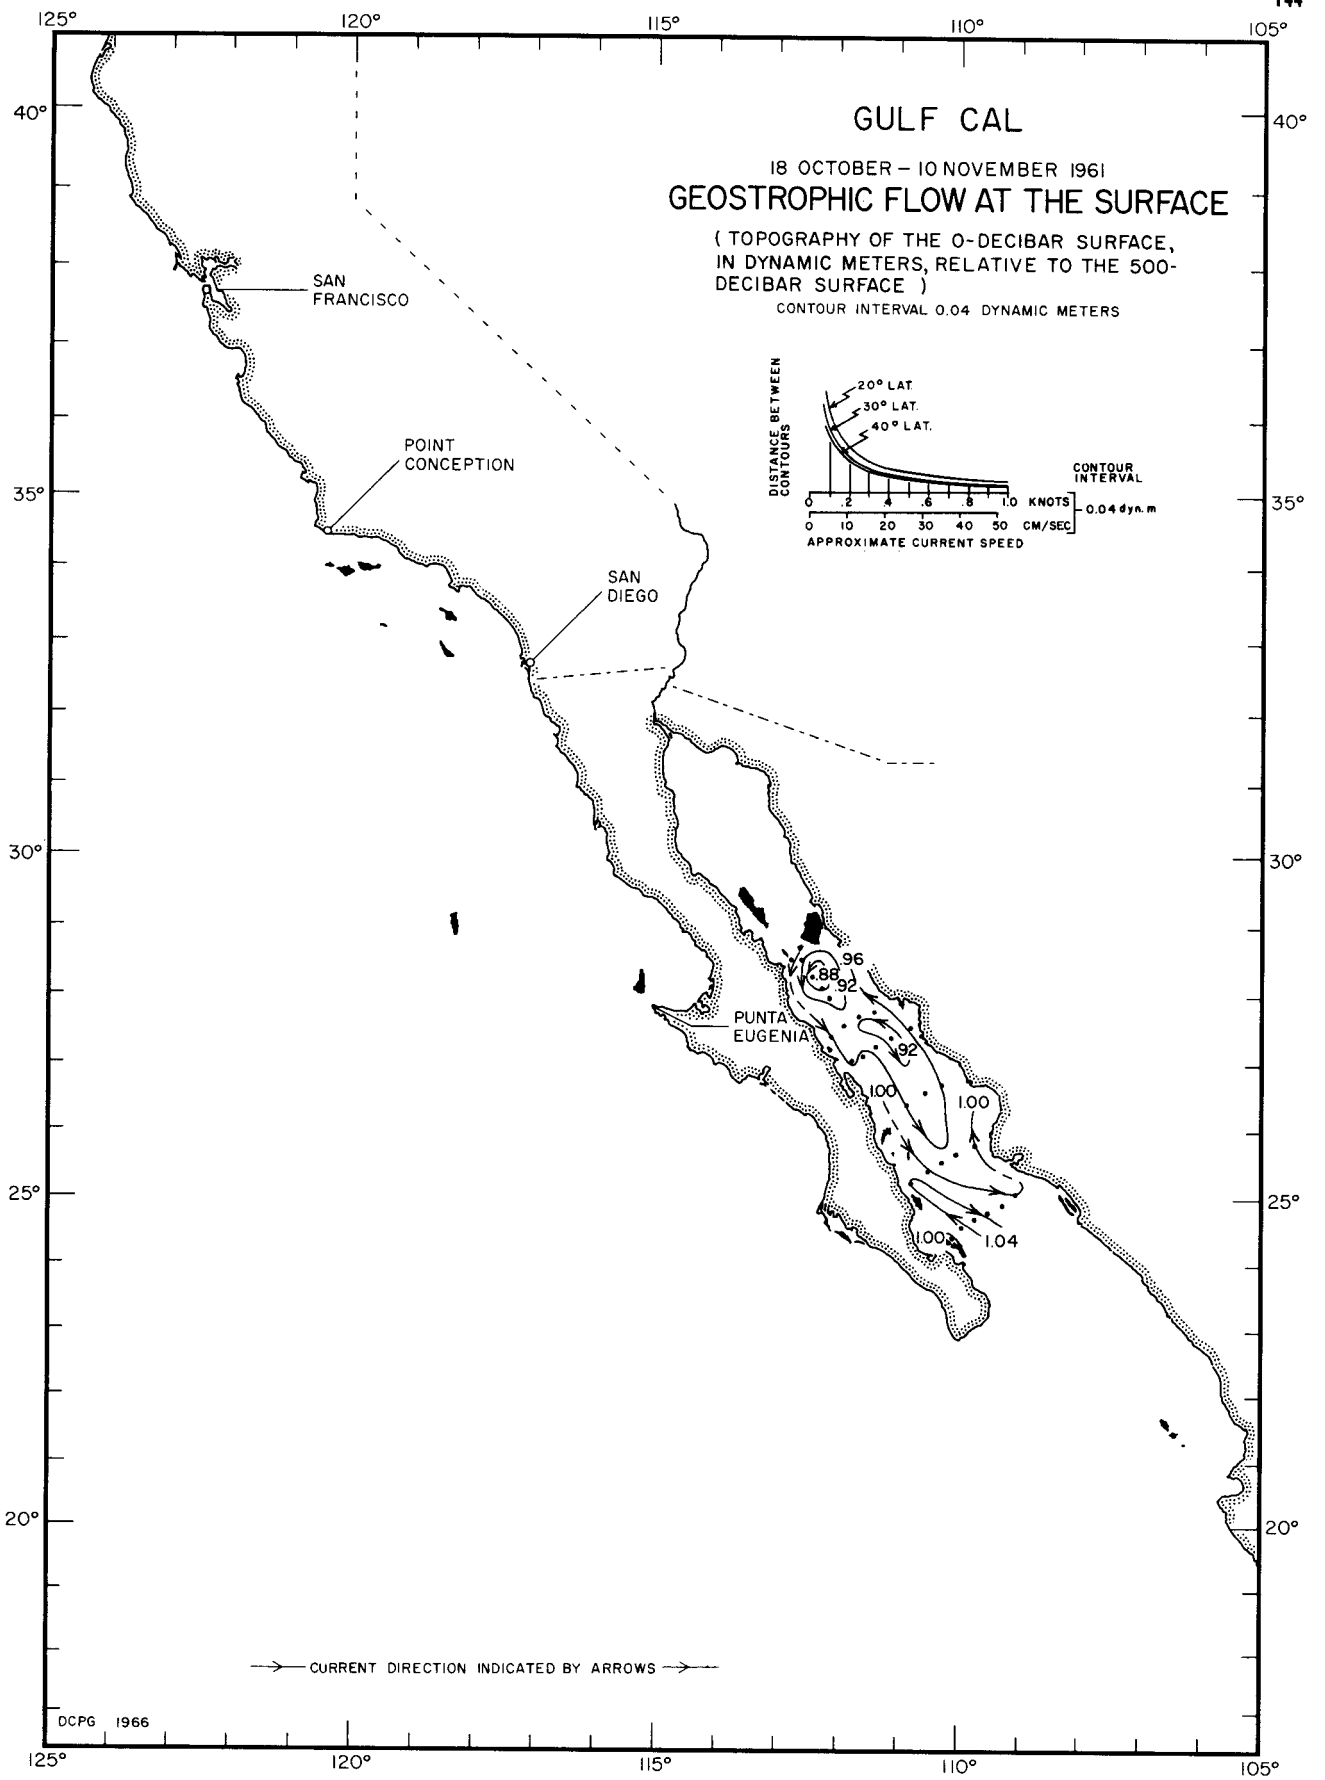 144
125°
120°
115°
110°
105°
40°
40°
GULF CAL
18 OCTOBER – 10 NOVEMBER 1961
GEOSTROPHIC FLOW AT THE SURFACE
( TOPOGRAPHY OF THE 0-DECIBAR SURFACE,
IN DYNAMIC METERS, RELATIVE TO THE 500-
DECIBAR SURFACE )
CONTOUR INTERVAL 0.04 DYNAMIC METERS
SAN
FRANCISCO
DISTANCE BETWEEN
CONTOURS
20° LAT.
30° LAT.
40° LAT.
POINT
CONCEPTION
CONTOUR
INTERVAL
35°
35°
0 .2 .4 .6 .8 1.0 KNOTS
0.04 dyn. m
0 10 20 30 40 50 CM/SEC
APPROXIMATE CURRENT SPEED
SAN
DIEGO
30°
30°
.96
.88
.92
PUNTA
EUGENIA
.92
1.00
1.00
25°
25°
1.00
1.04
20°
20°
CURRENT DIRECTION INDICATED BY ARROWS
DCPG 1966
125°
120°
115°
110°
105°